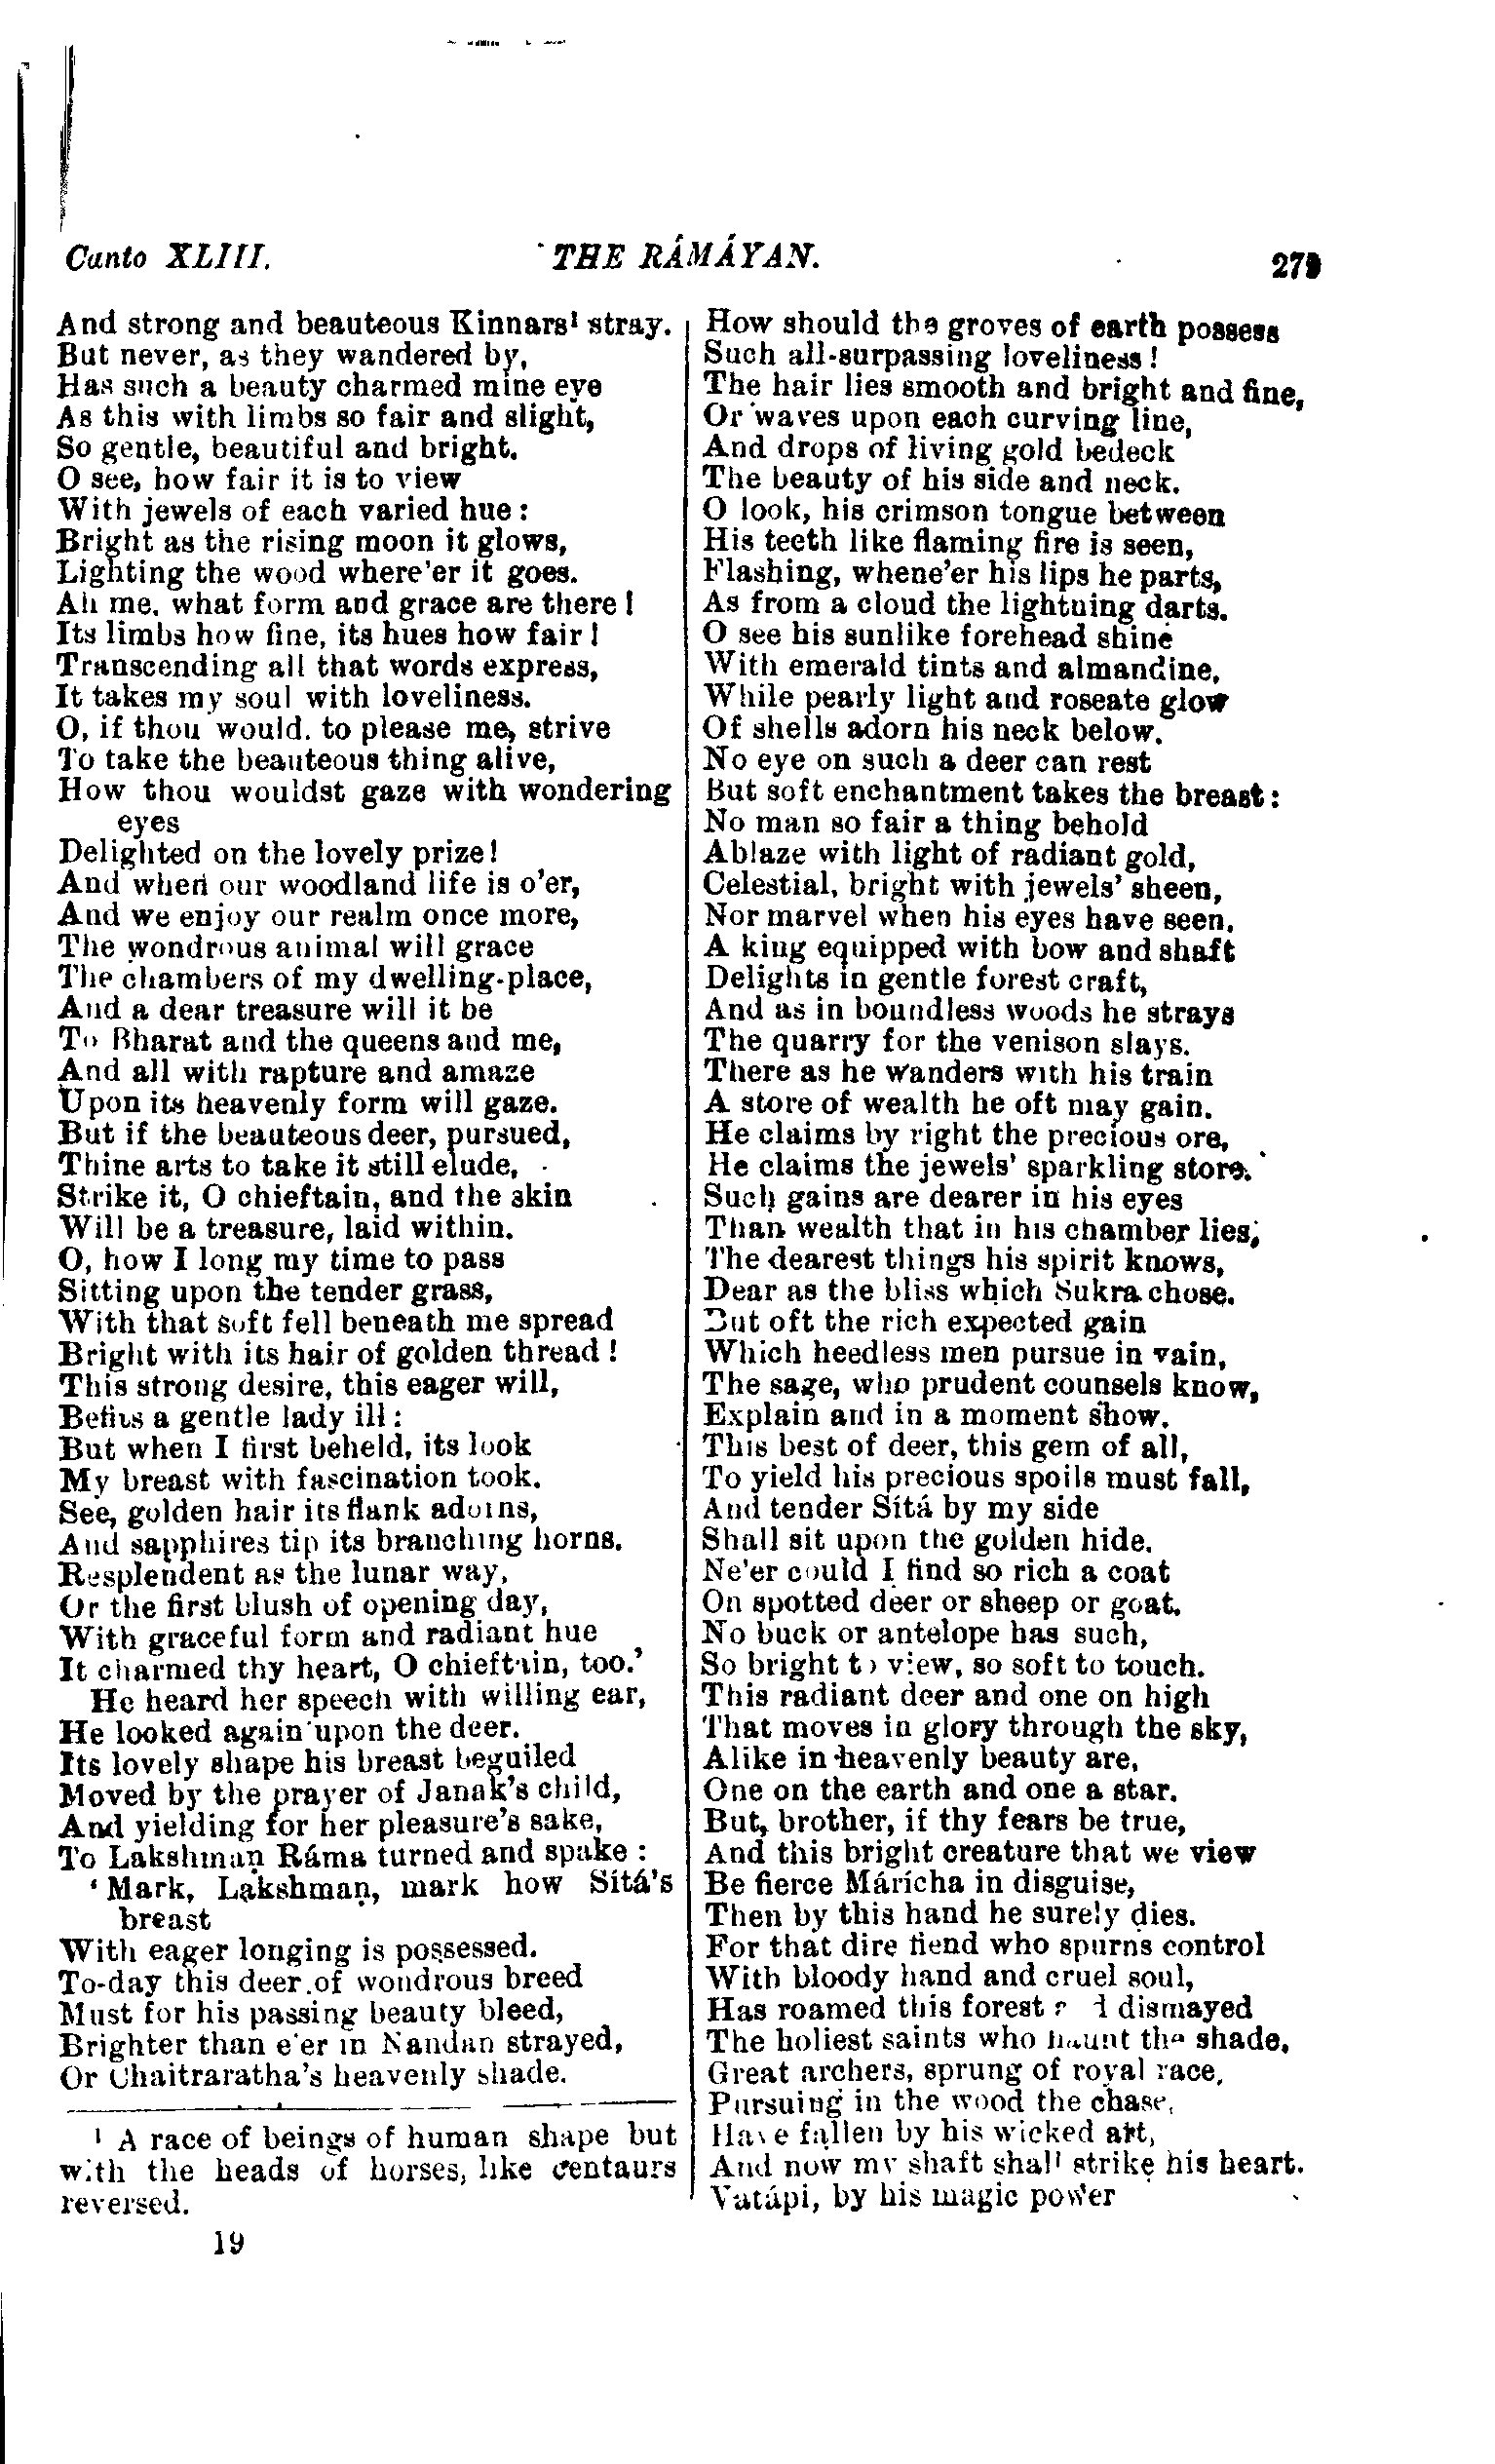 Canto XLIII.
THE RÁMÁYAN.
279
And strong and beauteous Kinnars¹ stray.
But never, as they wandered by,
Has such a beauty charmed mine eye
As this with limbs so fair and slight,
So gentle, beautiful and bright.
O see, how fair it is to view
With jewels of each varied hue:
Bright as the rising moon it glows,
Lighting the wood where'er it goes.
Ah me, what form and grace are there!
Its limbs how fine, its hues how fair!
Transcending all that words express,
It takes my soul with loveliness.
O, if thou would, to please me, strive
To take the beauteous thing alive,
How thou wouldst gaze with wondering
eyes
Delighted on the lovely prize!
And when our woodland life is o'er,
And we enjoy our realm once more,
The wondrous animal will grace
The chambers of my dwelling-place,
And a dear treasure will it be
To Bharat and the queens and me,
And all with rapture and amaze
Upon its heavenly form will gaze.
But if the beauteous deer, pursued,
Thine arts to take it still elude,
Strike it, O chieftain, and the skin
Will be a treasure, laid within.
O, how I long my time to pass
Sitting upon the tender grass,
With that soft fell beneath me spread
Bright with its hair of golden thread!
This strong desire, this eager will,
Befits a gentle lady ill:
But when I first beheld, its look
My breast with fascination took.
See, golden hair its flank adorns,
And sapphires tip its branching horns.
Resplendent as the lunar way,
Or the first blush of opening day,
With graceful form and radiant hue
It charmed thy heart, O chieftain, too.'
He heard her speech with willing ear,
He looked again upon the deer.
Its lovely shape his breast beguiled
Moved by the prayer of Janak's child,
And yielding for her pleasure's sake,
To Lakshmaṇ Ráma turned and spake:
'Mark, Lakshmaṇ, mark how Sítá's
breast
With eager longing is possessed.
To-day this deer of wondrous breed
Must for his passing beauty bleed,
Brighter than e'er in Nandan strayed,
Or Chaitraratha's heavenly shade.
¹ A race of beings of human shape but
with the heads of horses, like centaurs
reversed.
19
How should the groves of earth possess
Such all-surpassing loveliness!
The hair lies smooth and bright and fine,
Or waves upon each curving line,
And drops of living gold bedeck
The beauty of his side and neck.
O look, his crimson tongue between
His teeth like flaming fire is seen,
Flashing, whene'er his lips he parts,
As from a cloud the lightning darts.
O see his sunlike forehead shine
With emerald tints and almandine,
While pearly light and roseate glow
Of shells adorn his neck below.
No eye on such a deer can rest
But soft enchantment takes the breast:
No man so fair a thing behold
Ablaze with light of radiant gold,
Celestial, bright with jewels' sheen,
Nor marvel when his eyes have seen.
A king equipped with bow and shaft
Delights in gentle forest craft,
And as in boundless woods he strays
The quarry for the venison slays.
There as he wanders with his train
A store of wealth he oft may gain.
He claims by right the precious ore,
He claims the jewels' sparkling store.
Such gains are dearer in his eyes
Than wealth that in his chamber lies,
The dearest things his spirit knows,
Dear as the bliss which Sukra chose.
But oft the rich expected gain
Which heedless men pursue in vain,
The sage, who prudent counsels know,
Explain and in a moment show.
This best of deer, this gem of all,
To yield his precious spoils must fall,
And tender Sítá by my side
Shall sit upon the golden hide.
Ne'er could I find so rich a coat
On spotted deer or sheep or goat.
No buck or antelope has such,
So bright to view, so soft to touch.
This radiant deer and one on high
That moves in glory through the sky,
Alike in heavenly beauty are,
One on the earth and one a star.
But, brother, if thy fears be true,
And this bright creature that we view
Be fierce Márícha in disguise,
Then by this hand he surely dies.
For that dire fiend who spurns control
With bloody hand and cruel soul,
Has roamed this forest and dismayed
The holiest saints who haunt the shade.
Great archers, sprung of royal race,
Pursuing in the wood the chase,
Have fallen by his wicked art,
And now my shaft shall strike his heart.
Vatápi, by his magic power